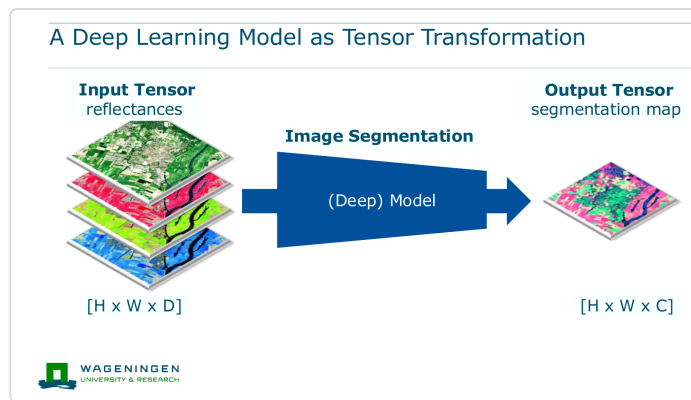 A Deep Learning Model as Tensor Transformation
Input Tensor
reflectances
Output Tensor
segmentation map
Image Segmentation
(Deep) Model
[H x W x D]
[H x W x C]
WAGENINGEN
UNIVERSITY & RESEARCH